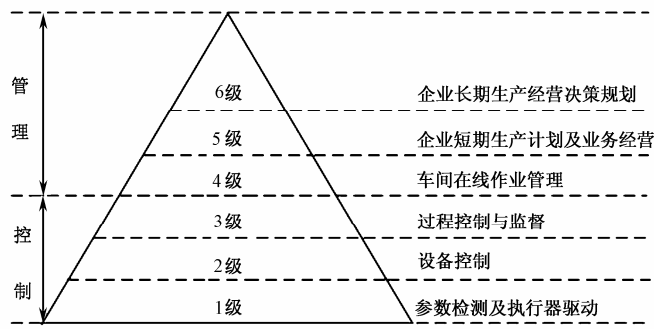 管理
6级 企业长期生产经营决策规划
5级 企业短期生产计划及业务经营
4级 车间在线作业管理
控制
3级 过程控制与监督
2级 设备控制
1级 参数检测及执行器驱动